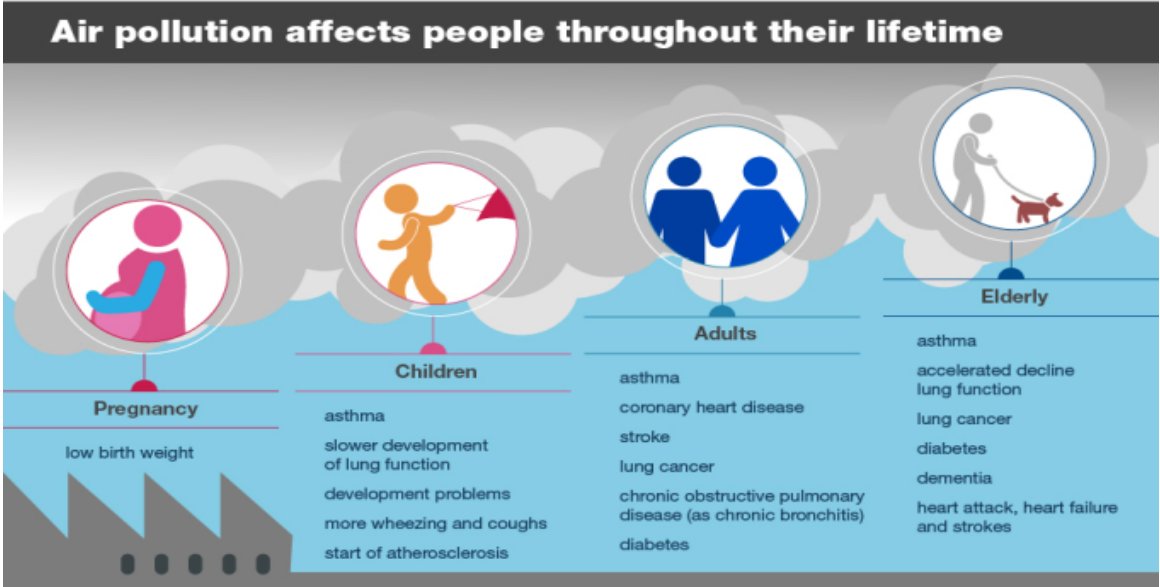 Air pollution affects people throughout their lifetime
Pregnancy
low birth weight
Children
asthma
slower development
of lung function
development problems
more wheezing and coughs
start of atherosclerosis
Adults
asthma
coronary heart disease
stroke
lung cancer
chronic obstructive pulmonary
disease (as chronic bronchitis)
diabetes
Elderly
asthma
accelerated decline
lung function
lung cancer
diabetes
dementia
heart attack, heart failure
and strokes